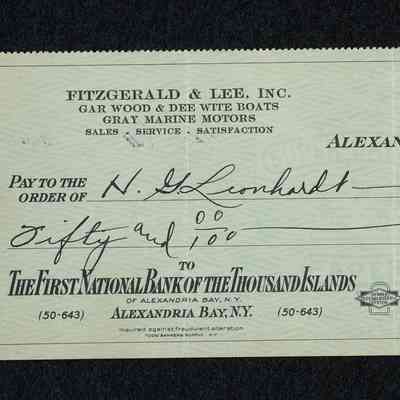 FITZGERALD & LEE, INC.
GAR WOOD & DEE WITE BOATS
GRAY MARINE MOTORS
SALES - SERVICE - SATISFACTION
ALEXANA
PAY TO THE
ORDER OF H. G. Leonhardt
Fifty and 00/100
TO
THE FIRST NATIONAL BANK OF THE THOUSAND ISLANDS
OF ALEXANDRIA BAY, N.Y.
(50-643) ALEXANDRIA BAY, N.Y. (50-643)
Insured against fraudulent alteration